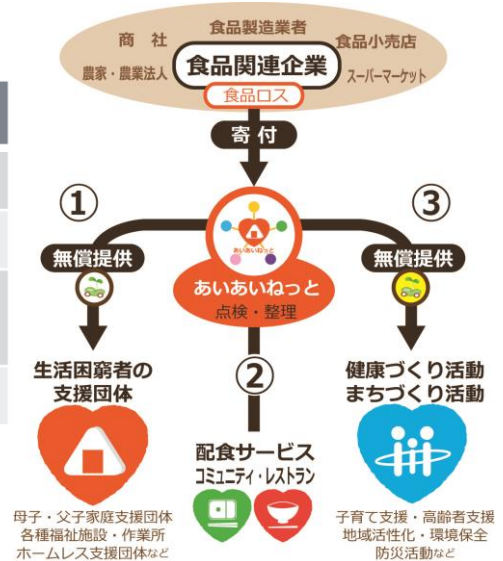 食品製造業者
商 社
食品小売店
農家・農業法人
食品関連企業
スーパーマーケット
食品ロス
寄付
①
③
あいあいねっと
無償提供
無償提供
あいあいねっと
点検・整理
生活困窮者の
支援団体
②
健康づくり活動
まちづくり活動
配食サービス
コミュニティ・レストラン
母子・父子家庭支援団体
各種福祉施設・作業所
ホームレス支援団体など
子育て支援・高齢者支援
地域活性化・環境保全
防災活動など